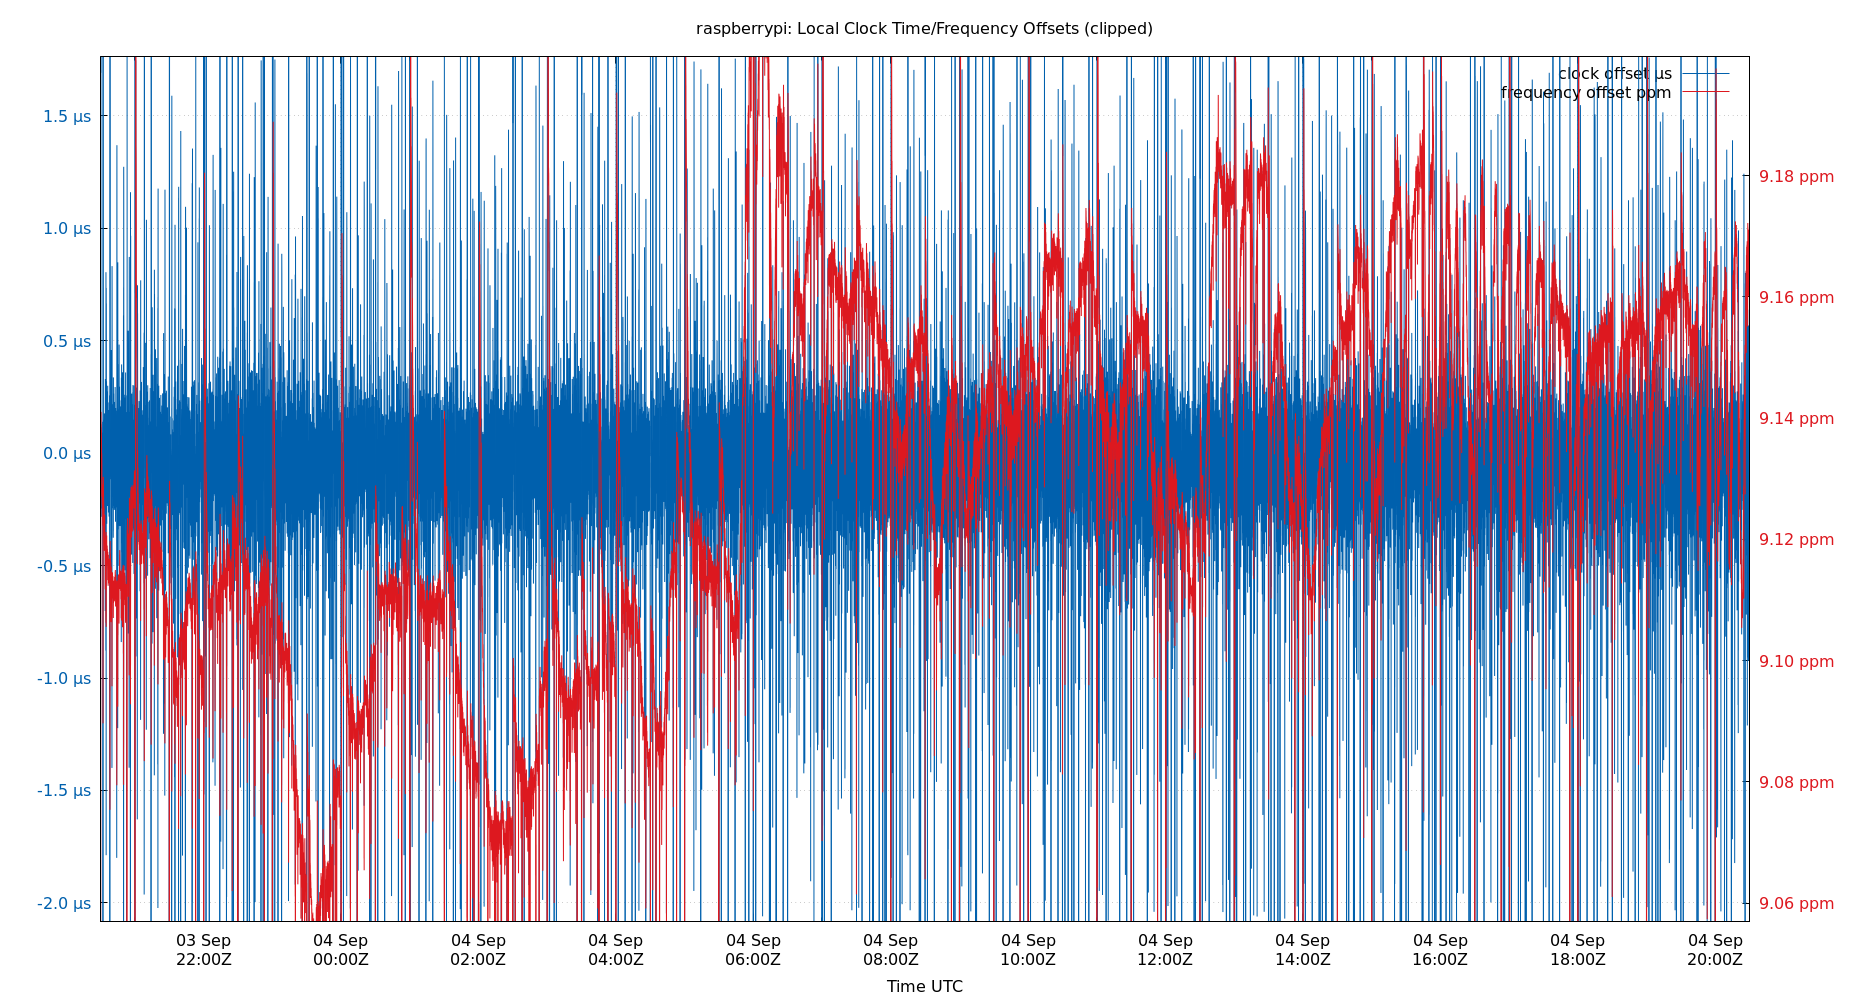 raspberrypi: Local Clock Time/Frequency Offsets (clipped)
clock offset µs
frequency offset ppm
1.5 µs
1.0 µs
0.5 µs
0.0 µs
-0.5 µs
-1.0 µs
-1.5 µs
-2.0 µs
9.18 ppm
9.16 ppm
9.14 ppm
9.12 ppm
9.10 ppm
9.08 ppm
9.06 ppm
03 Sep 04 Sep 04 Sep 04 Sep 04 Sep 04 Sep 04 Sep 04 Sep 04 Sep 04 Sep 04 Sep 04 Sep
22:00Z 00:00Z 02:00Z 04:00Z 06:00Z 08:00Z 10:00Z 12:00Z 14:00Z 16:00Z 18:00Z 20:00Z
Time UTC